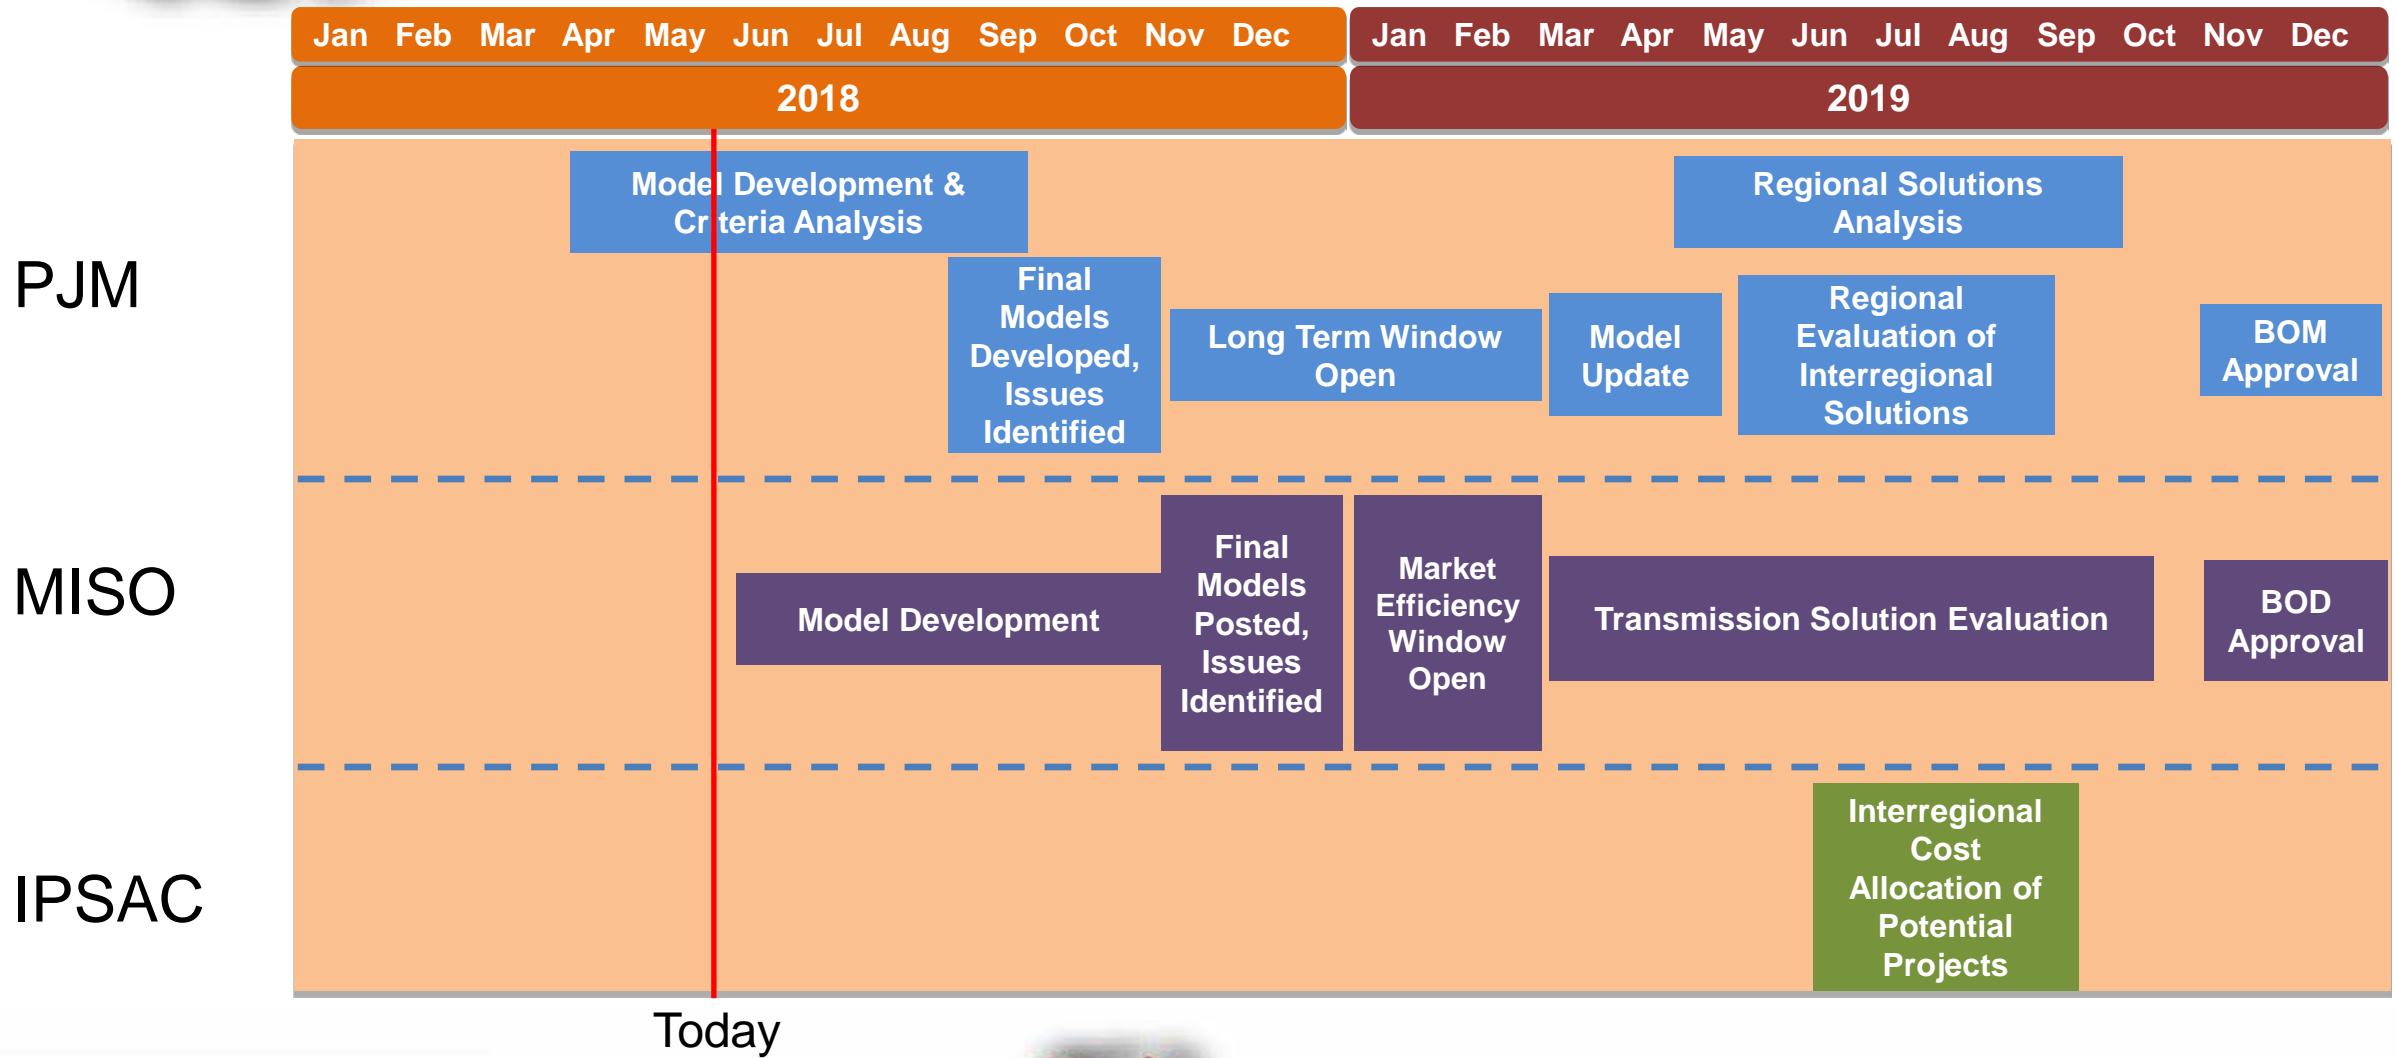 Jan Feb Mar Apr May Jun Jul Aug Sep Oct Nov Dec
Jan Feb Mar Apr May Jun Jul Aug Sep Oct Nov Dec
2018
2019
PJM
Model Development &
Criteria Analysis
Final
Models
Developed,
Issues
Identified
Long Term Window
Open
Model
Update
Regional Solutions
Analysis
Regional
Evaluation of
Interregional
Solutions
BOM
Approval
MISO
Model Development
Final
Models
Posted,
Issues
Identified
Market
Efficiency
Window
Open
Transmission Solution Evaluation
BOD
Approval
IPSAC
Interregional
Cost
Allocation of
Potential
Projects
Today